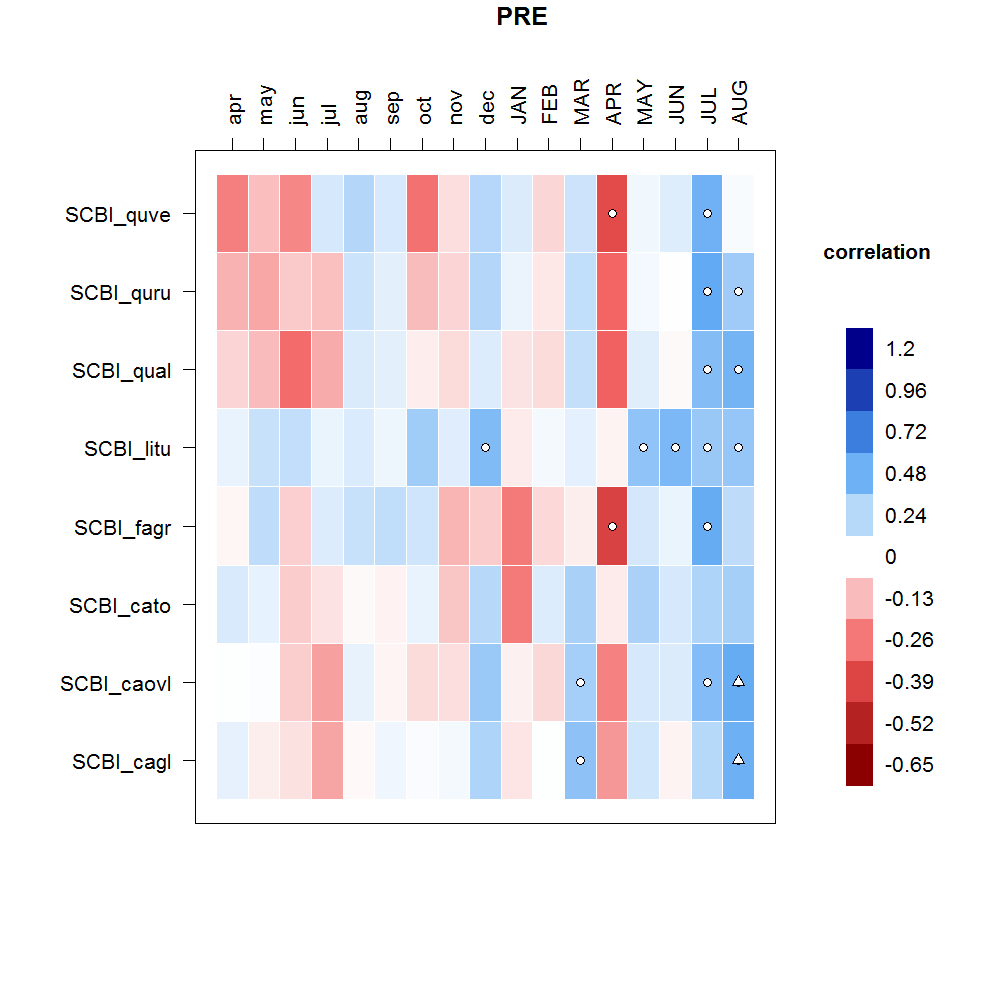 PRE
apr may jun jul aug sep oct nov dec JAN FEB MAR APR MAY JUN JUL AUG
SCBI_quve
SCBI_quru
SCBI_qual
SCBI_litu
SCBI_fagr
SCBI_cato
SCBI_caovl
SCBI_cagl
correlation
1.2
0.96
0.72
0.48
0.24
0
-0.13
-0.26
-0.39
-0.52
-0.65